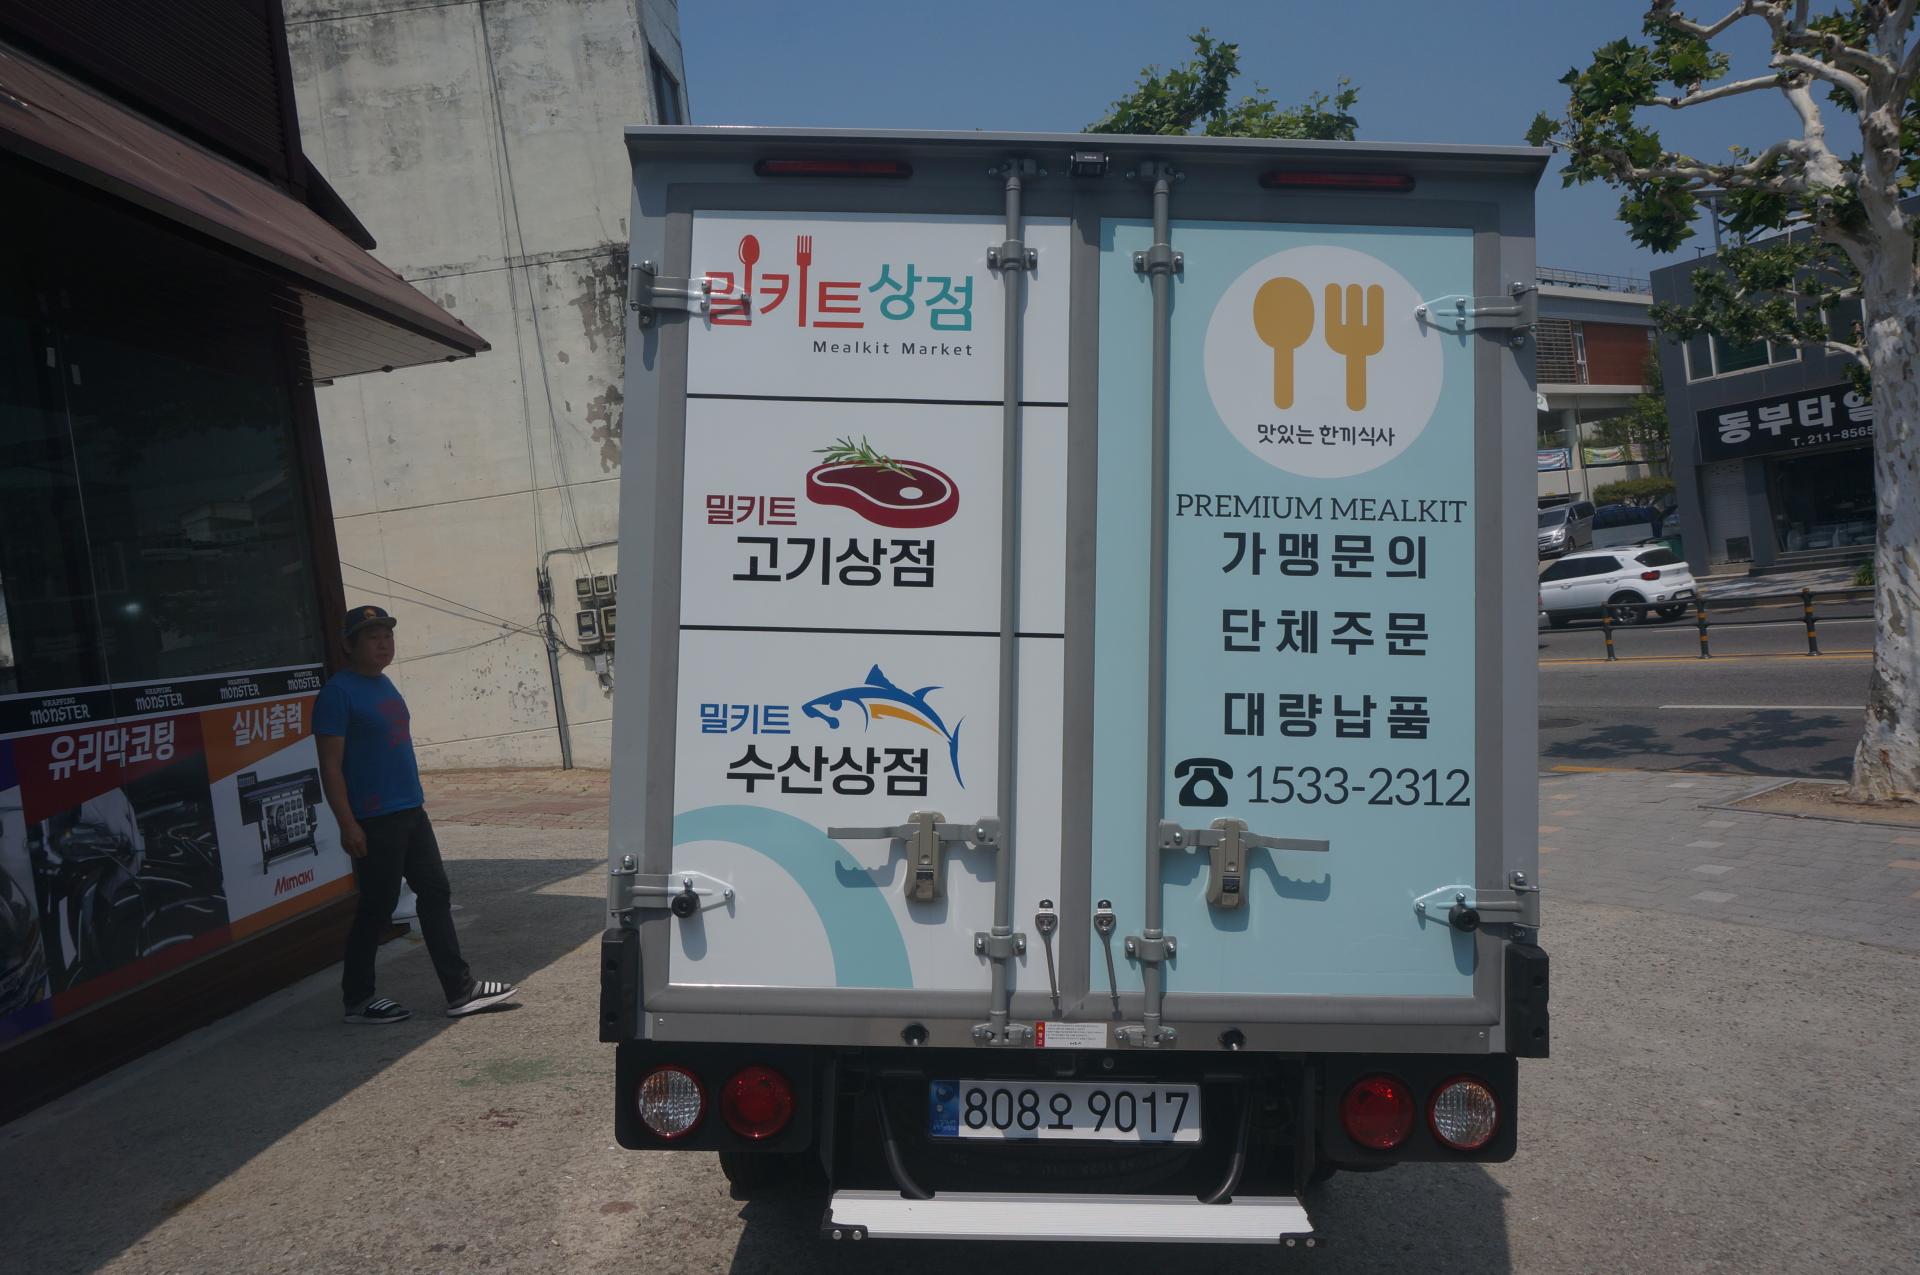 밀키트상점
Mealkit Market
밀키트
고기상점
밀키트
수산상점
맛있는 한끼식사
PREMIUM MEALKIT
가맹문의
단체주문
대량납품
☎ 1533-2312
808오 9017
WRAPPING MONSTER
WRAPPING MONSTER
WRAPPING MONSTER
WRAPPING MONSTER
유리막코팅
실사출력
Mimaki
동부타일
T.211-8565